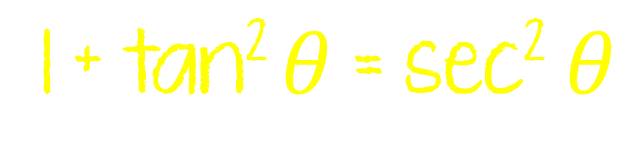 1 + tan² θ = sec² θ